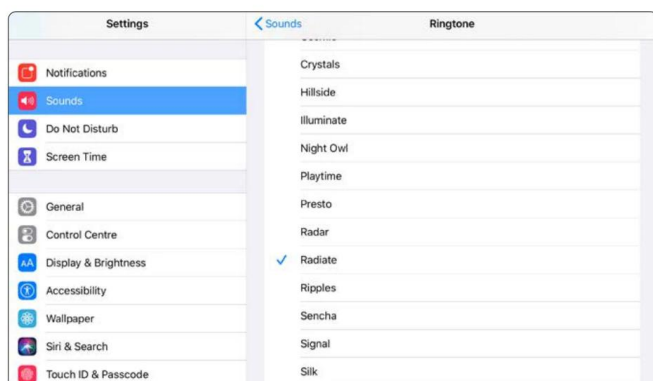 Settings
Notifications
Sounds
Do Not Disturb
Screen Time
General
Control Centre
AA Display & Brightness
Accessibility
Wallpaper
Siri & Search
Touch ID & Passcode
Sounds
Ringtone
Crystals
Hillside
Illuminate
Night Owl
Playtime
Presto
Radar
Radiate
Ripples
Sencha
Signal
Silk